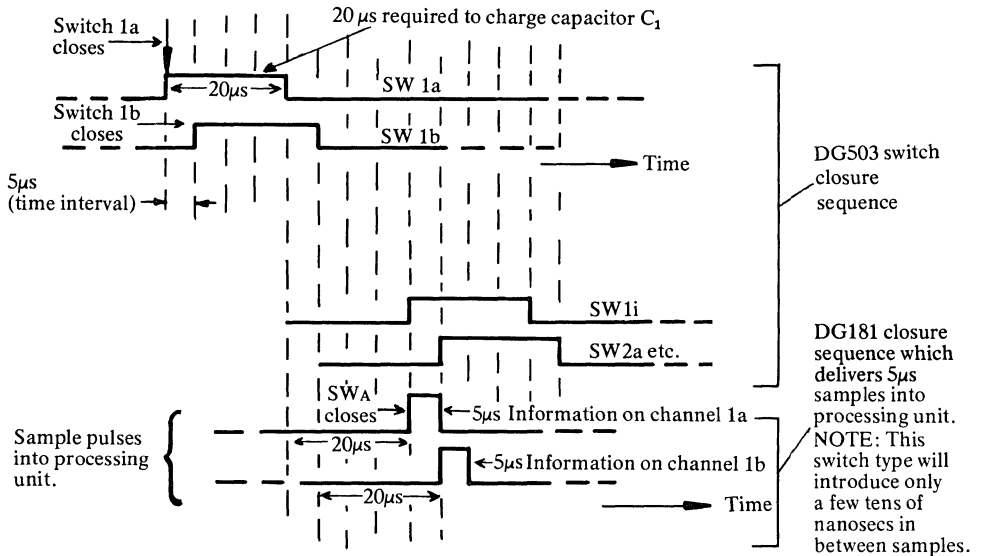 20 µs required to charge capacitor C₁
Switch 1a
closes
20µs
SW 1a
Switch 1b
closes
SW 1b
Time
5µs
(time interval)
DG503 switch
closure
sequence
SW1i
SW2a etc.
SWA
closes
5µs Information on channel 1a
20µs
Sample pulses
into processing
unit.
5µs Information on channel 1b
20µs
Time
DG181 closure
sequence which
delivers 5µs
samples into
processing unit.
NOTE: This
switch type will
introduce only
a few tens of
nanosecs in
between samples.